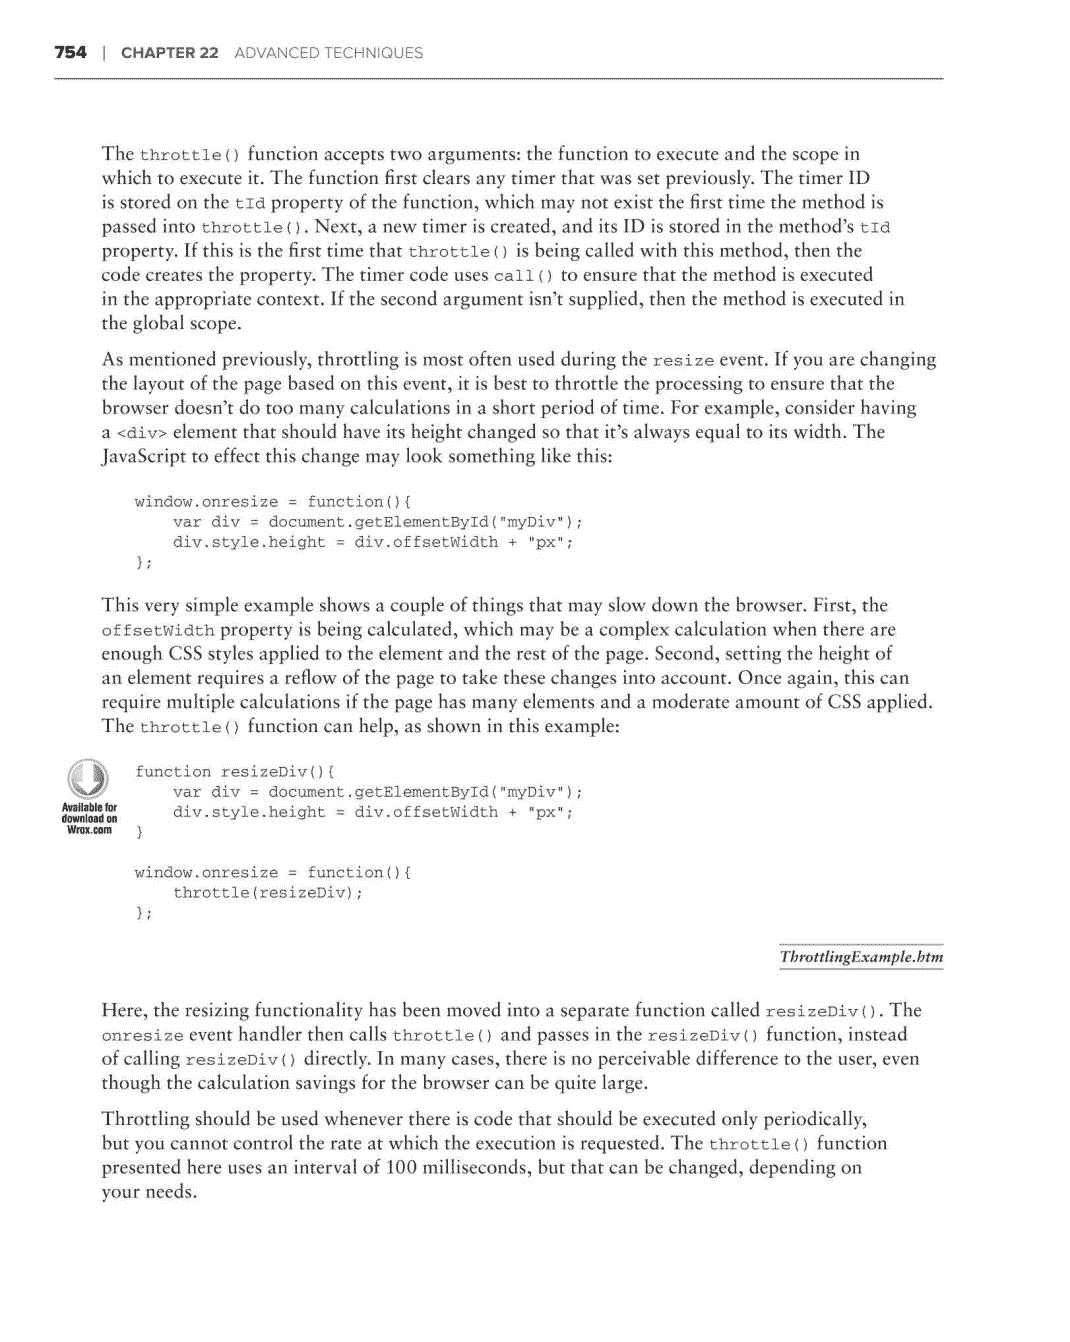 754 | CHAPTER 22 ADVANCED TECHNIQUES
The throttle() function accepts two arguments: the function to execute and the scope in
which to execute it. The function first clears any timer that was set previously. The timer ID
is stored on the tId property of the function, which may not exist the first time the method is
passed into throttle(). Next, a new timer is created, and its ID is stored in the method’s tId
property. If this is the first time that throttle() is being called with this method, then the
code creates the property. The timer code uses call() to ensure that the method is executed
in the appropriate context. If the second argument isn’t supplied, then the method is executed in
the global scope.
As mentioned previously, throttling is most often used during the resize event. If you are changing
the layout of the page based on this event, it is best to throttle the processing to ensure that the
browser doesn’t do too many calculations in a short period of time. For example, consider having
a <div> element that should have its height changed so that it’s always equal to its width. The
JavaScript to effect this change may look something like this:
window.onresize = function(){
    var div = document.getElementById("myDiv");
    div.style.height = div.offsetWidth + "px";
};
This very simple example shows a couple of things that may slow down the browser. First, the
offsetWidth property is being calculated, which may be a complex calculation when there are
enough CSS styles applied to the element and the rest of the page. Second, setting the height of
an element requires a reflow of the page to take these changes into account. Once again, this can
require multiple calculations if the page has many elements and a moderate amount of CSS applied.
The throttle() function can help, as shown in this example:
Available for
download on
Wrox.com
function resizeDiv(){
    var div = document.getElementById("myDiv");
    div.style.height = div.offsetWidth + "px";
}
window.onresize = function(){
    throttle(resizeDiv);
};
ThrottlingExample.htm
Here, the resizing functionality has been moved into a separate function called resizeDiv(). The
onresize event handler then calls throttle() and passes in the resizeDiv() function, instead
of calling resizeDiv() directly. In many cases, there is no perceivable difference to the user, even
though the calculation savings for the browser can be quite large.
Throttling should be used whenever there is code that should be executed only periodically,
but you cannot control the rate at which the execution is requested. The throttle() function
presented here uses an interval of 100 milliseconds, but that can be changed, depending on
your needs.